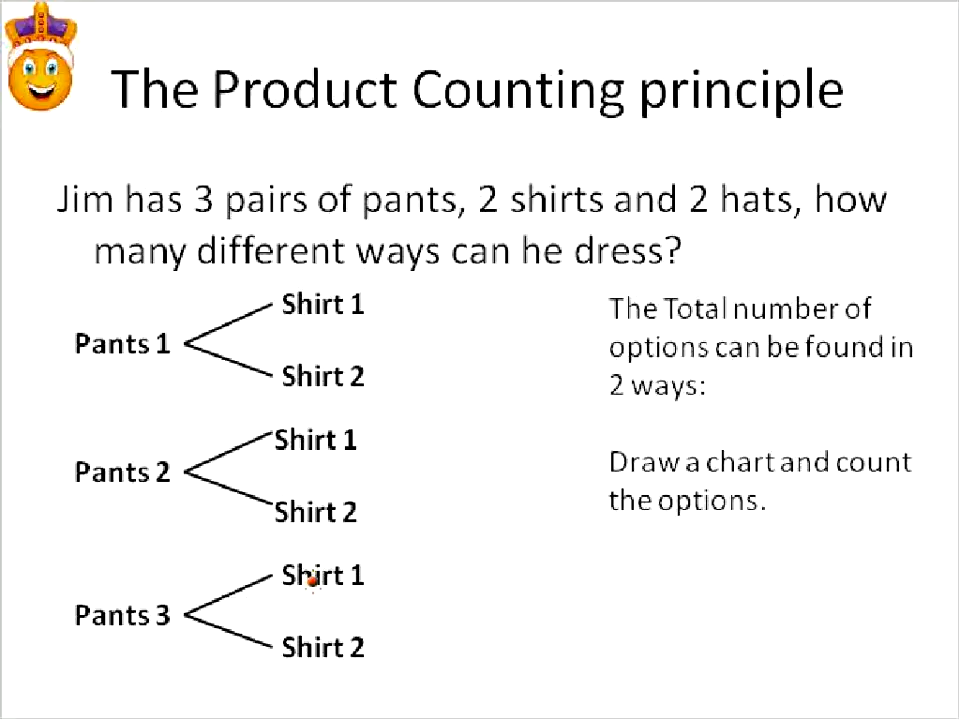 The Product Counting principle
Jim has 3 pairs of pants, 2 shirts and 2 hats, how
many different ways can he dress?
Pants 1
Shirt 1
Shirt 2
Pants 2
Shirt 1
Shirt 2
Pants 3
Shirt 1
Shirt 2
The Total number of
options can be found in
2 ways:
Draw a chart and count
the options.